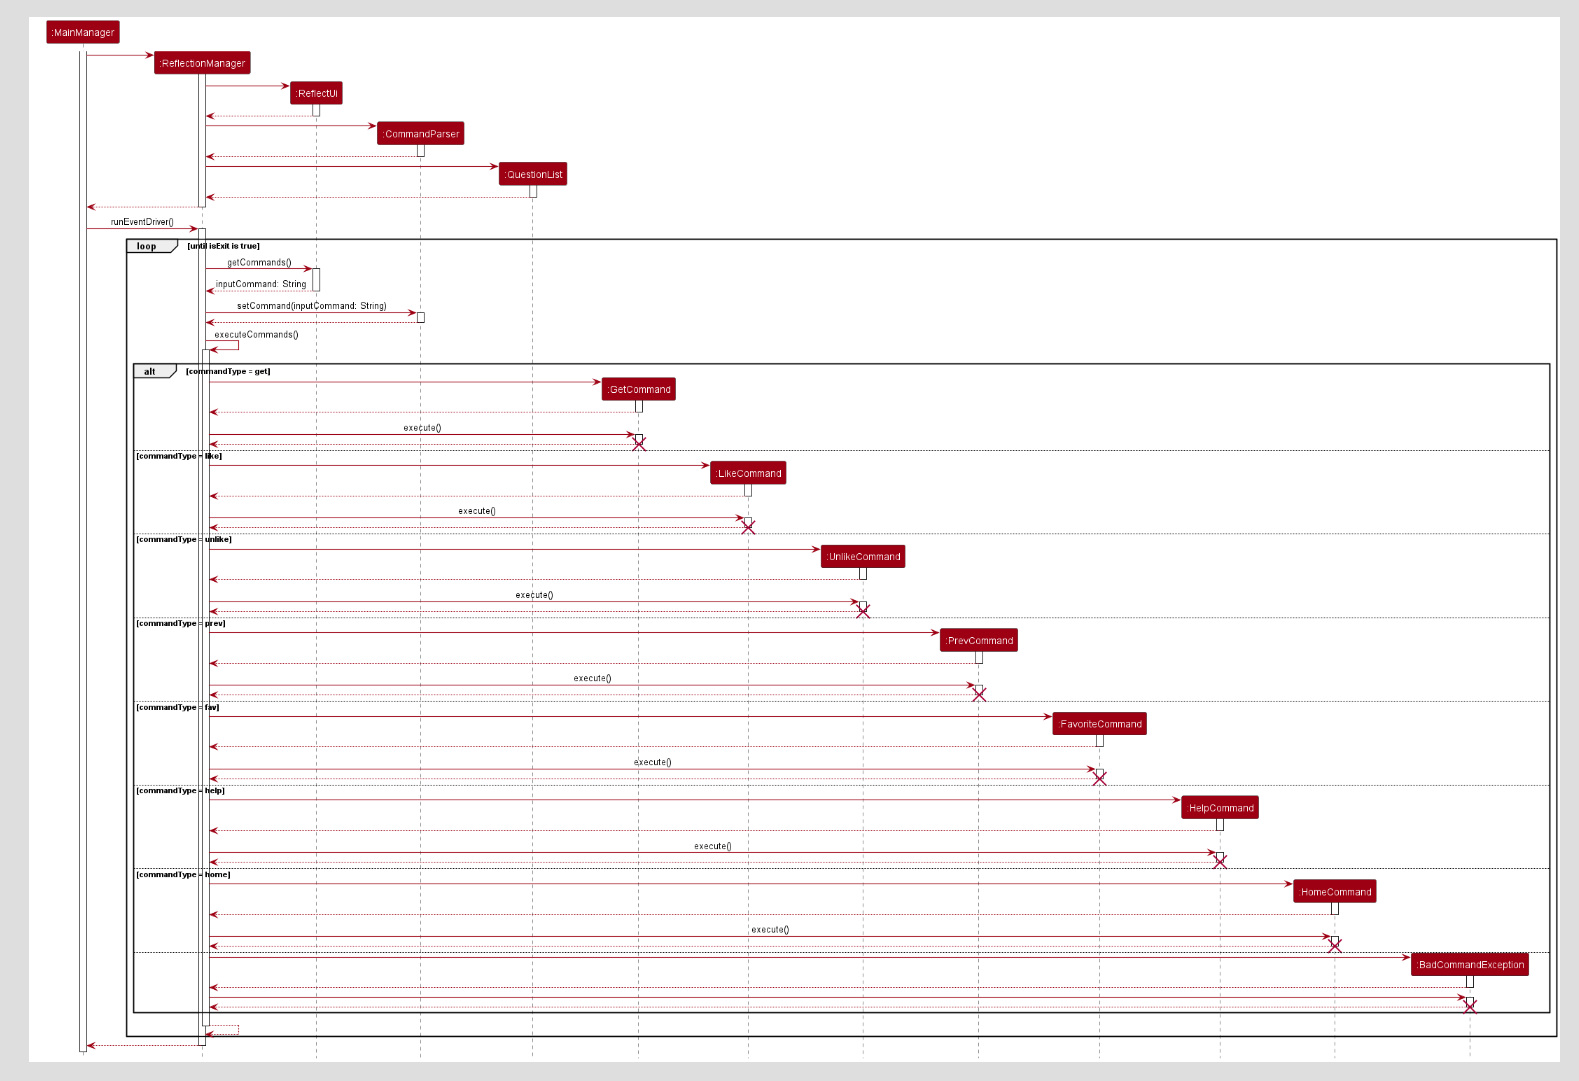 :MainManager
:ReflectionManager
:ReflectUi
:CommandParser
:QuestionList
runEventDriver()
loop [until isExit is true]
getCommands()
inputCommand: String
setCommand(inputCommand: String)
executeCommands()
alt [commandType = get]
:GetCommand
execute()
[commandType = like]
:LikeCommand
execute()
[commandType = unlike]
:UnlikeCommand
execute()
[commandType = prev]
:PrevCommand
execute()
[commandType = fav]
:FavoriteCommand
execute()
[commandType = help]
:HelpCommand
execute()
[commandType = home]
:HomeCommand
execute()
:BadCommandException